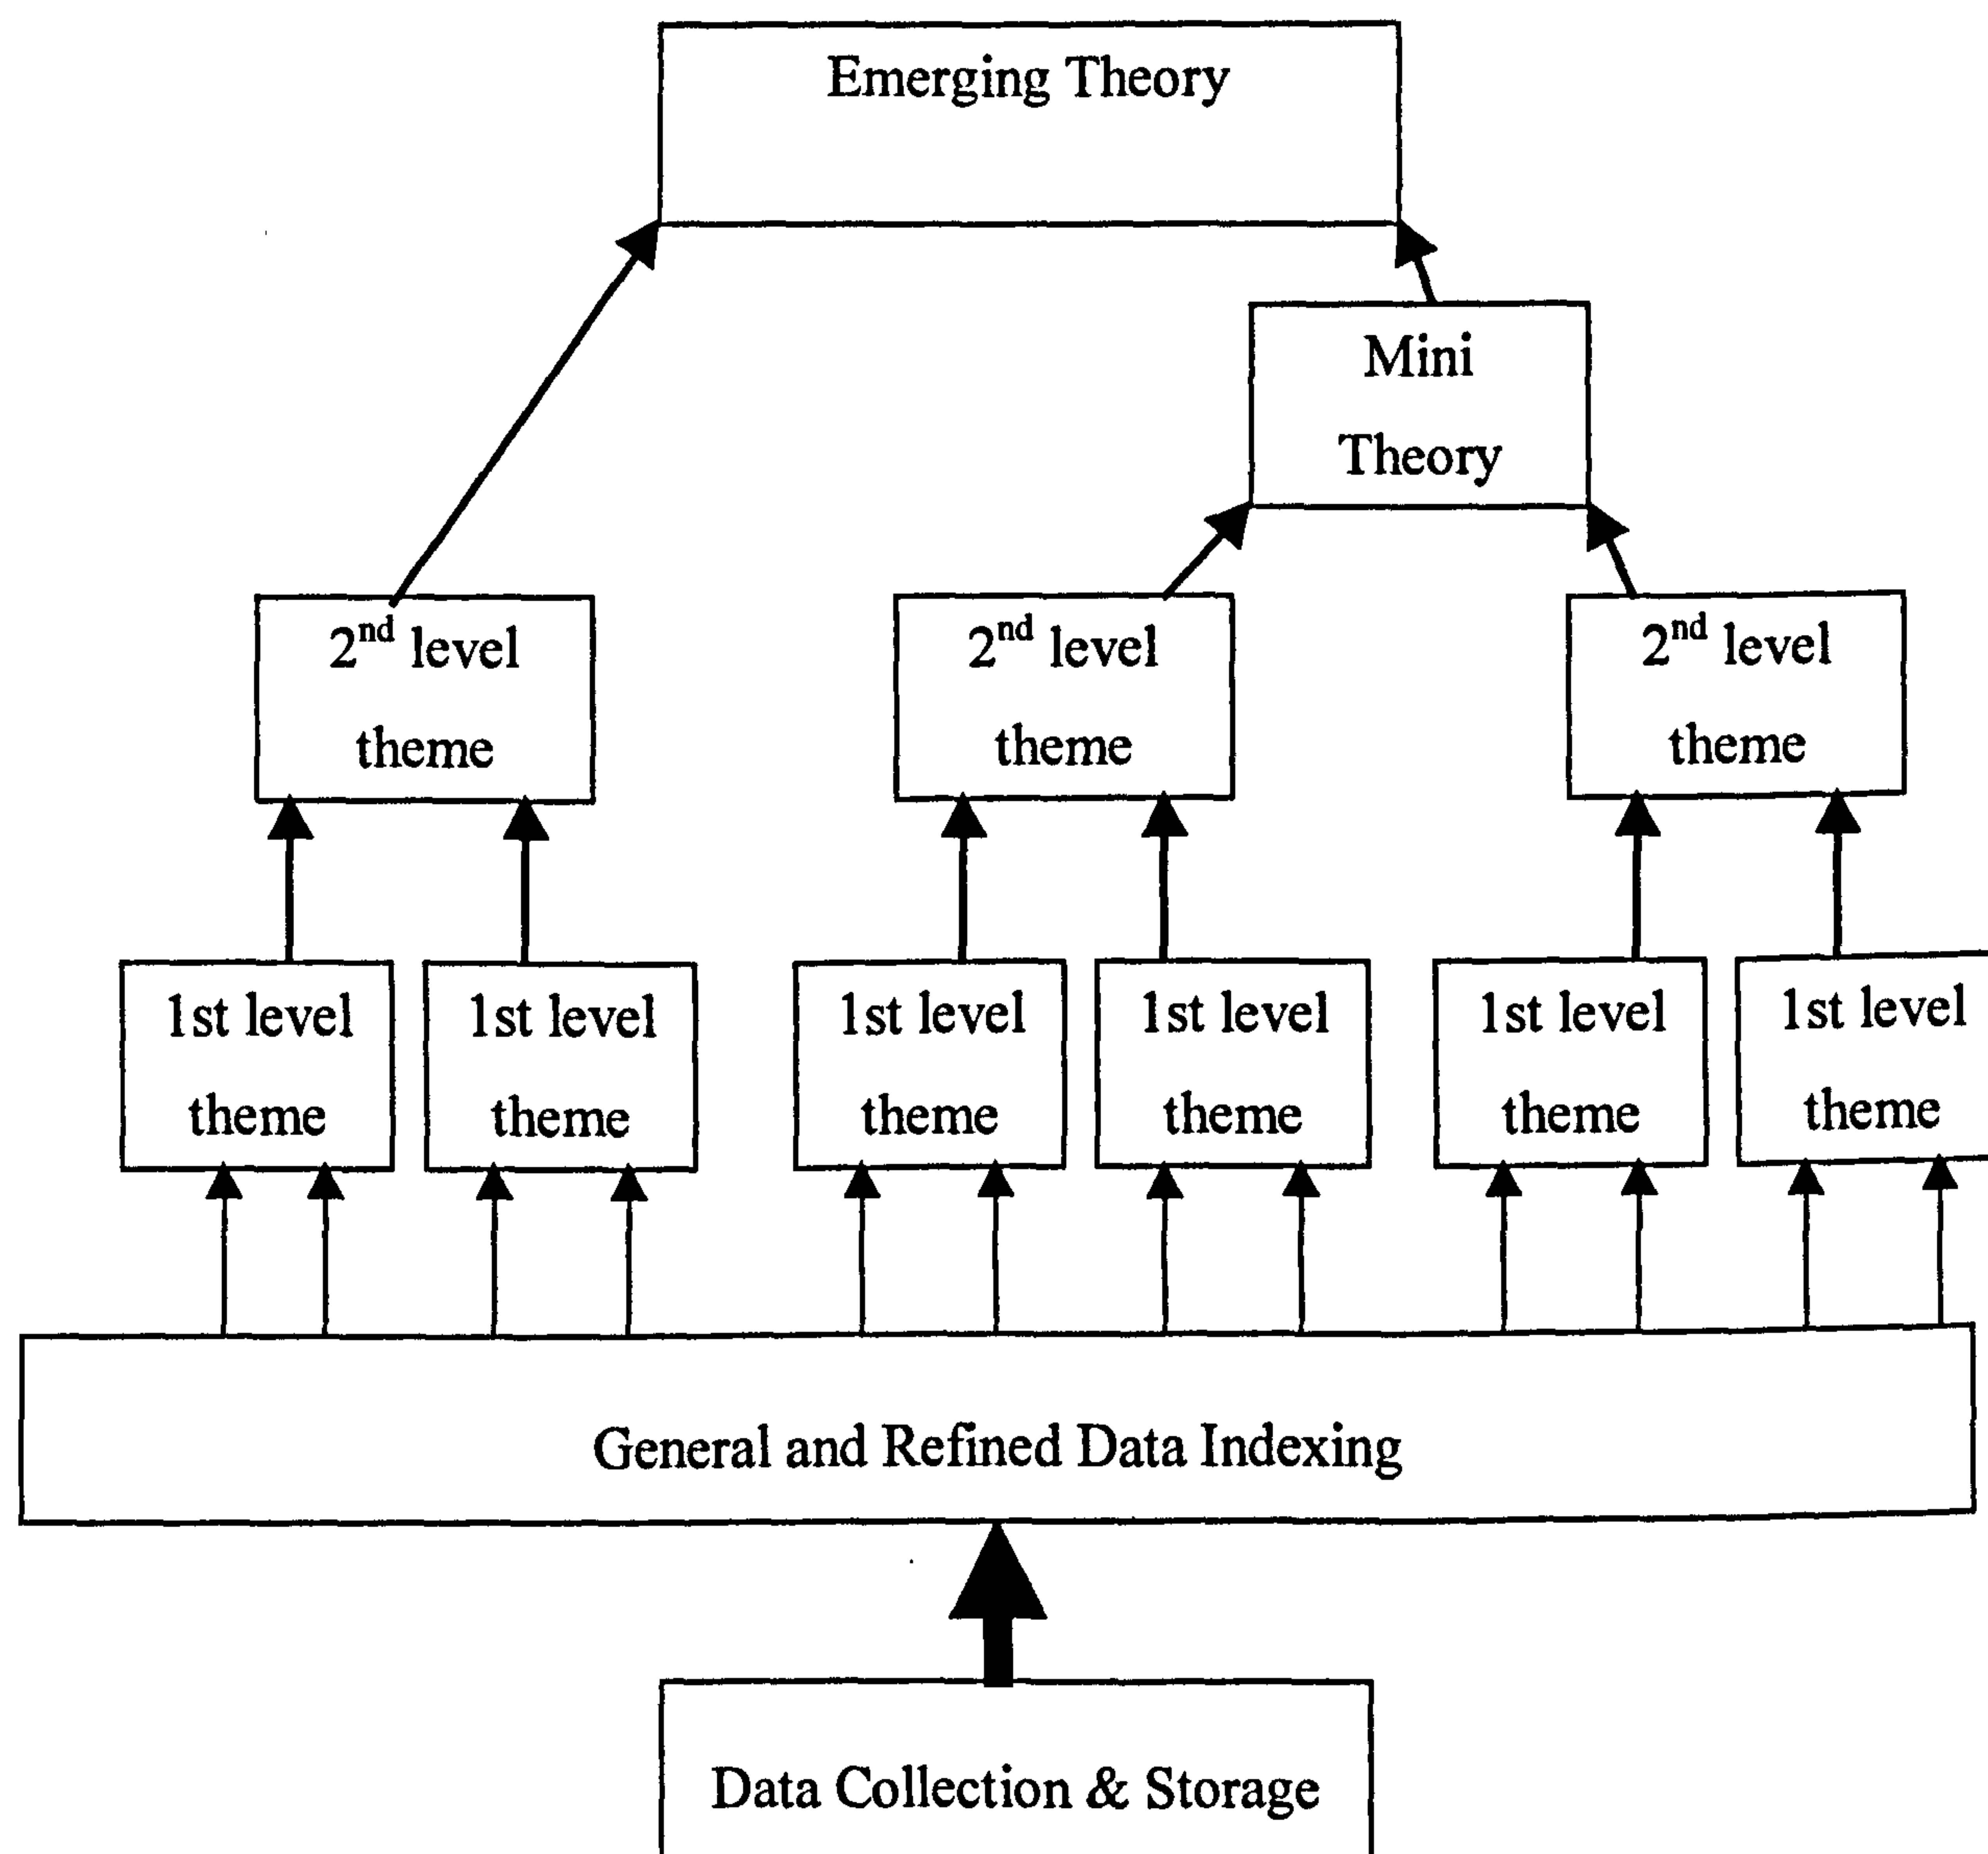 Emerging Theory
Mini
Theory
2nd level
theme
2nd level
theme
2nd level
theme
1st level
theme
1st level
theme
1st level
theme
1st level
theme
1st level
theme
1st level
theme
General and Refined Data Indexing
Data Collection & Storage